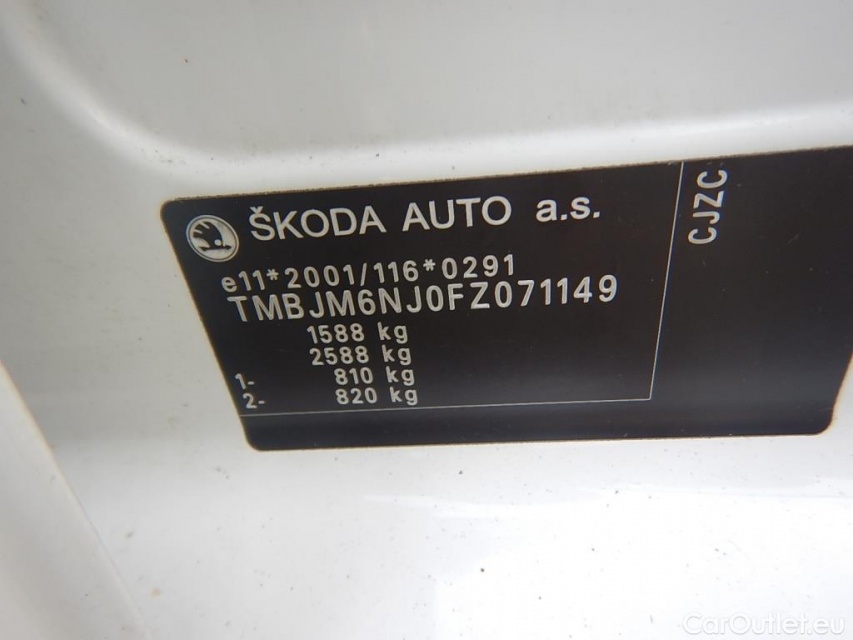 ŠKODA AUTO a.s.
e11*2001/116*0291
TMBJM6NJ0FZ071149
1588 kg
2588 kg
1- 810 kg
2- 820 kg
CJZC
CarOutlet.eu